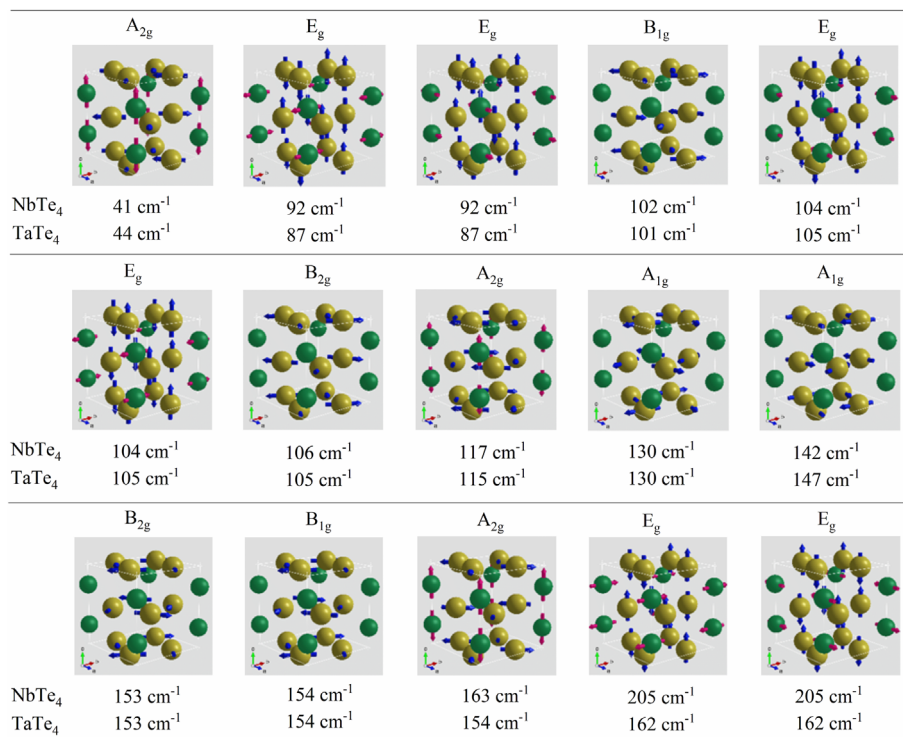 A2g Eg Eg B1g Eg
NbTe4 41 cm-1 92 cm-1 92 cm-1 102 cm-1 104 cm-1
TaTe4 44 cm-1 87 cm-1 87 cm-1 101 cm-1 105 cm-1
Eg B2g A2g A1g A1g
NbTe4 104 cm-1 106 cm-1 117 cm-1 130 cm-1 142 cm-1
TaTe4 105 cm-1 105 cm-1 115 cm-1 130 cm-1 147 cm-1
B2g B1g A2g Eg Eg
NbTe4 153 cm-1 154 cm-1 163 cm-1 205 cm-1 205 cm-1
TaTe4 153 cm-1 154 cm-1 154 cm-1 162 cm-1 162 cm-1